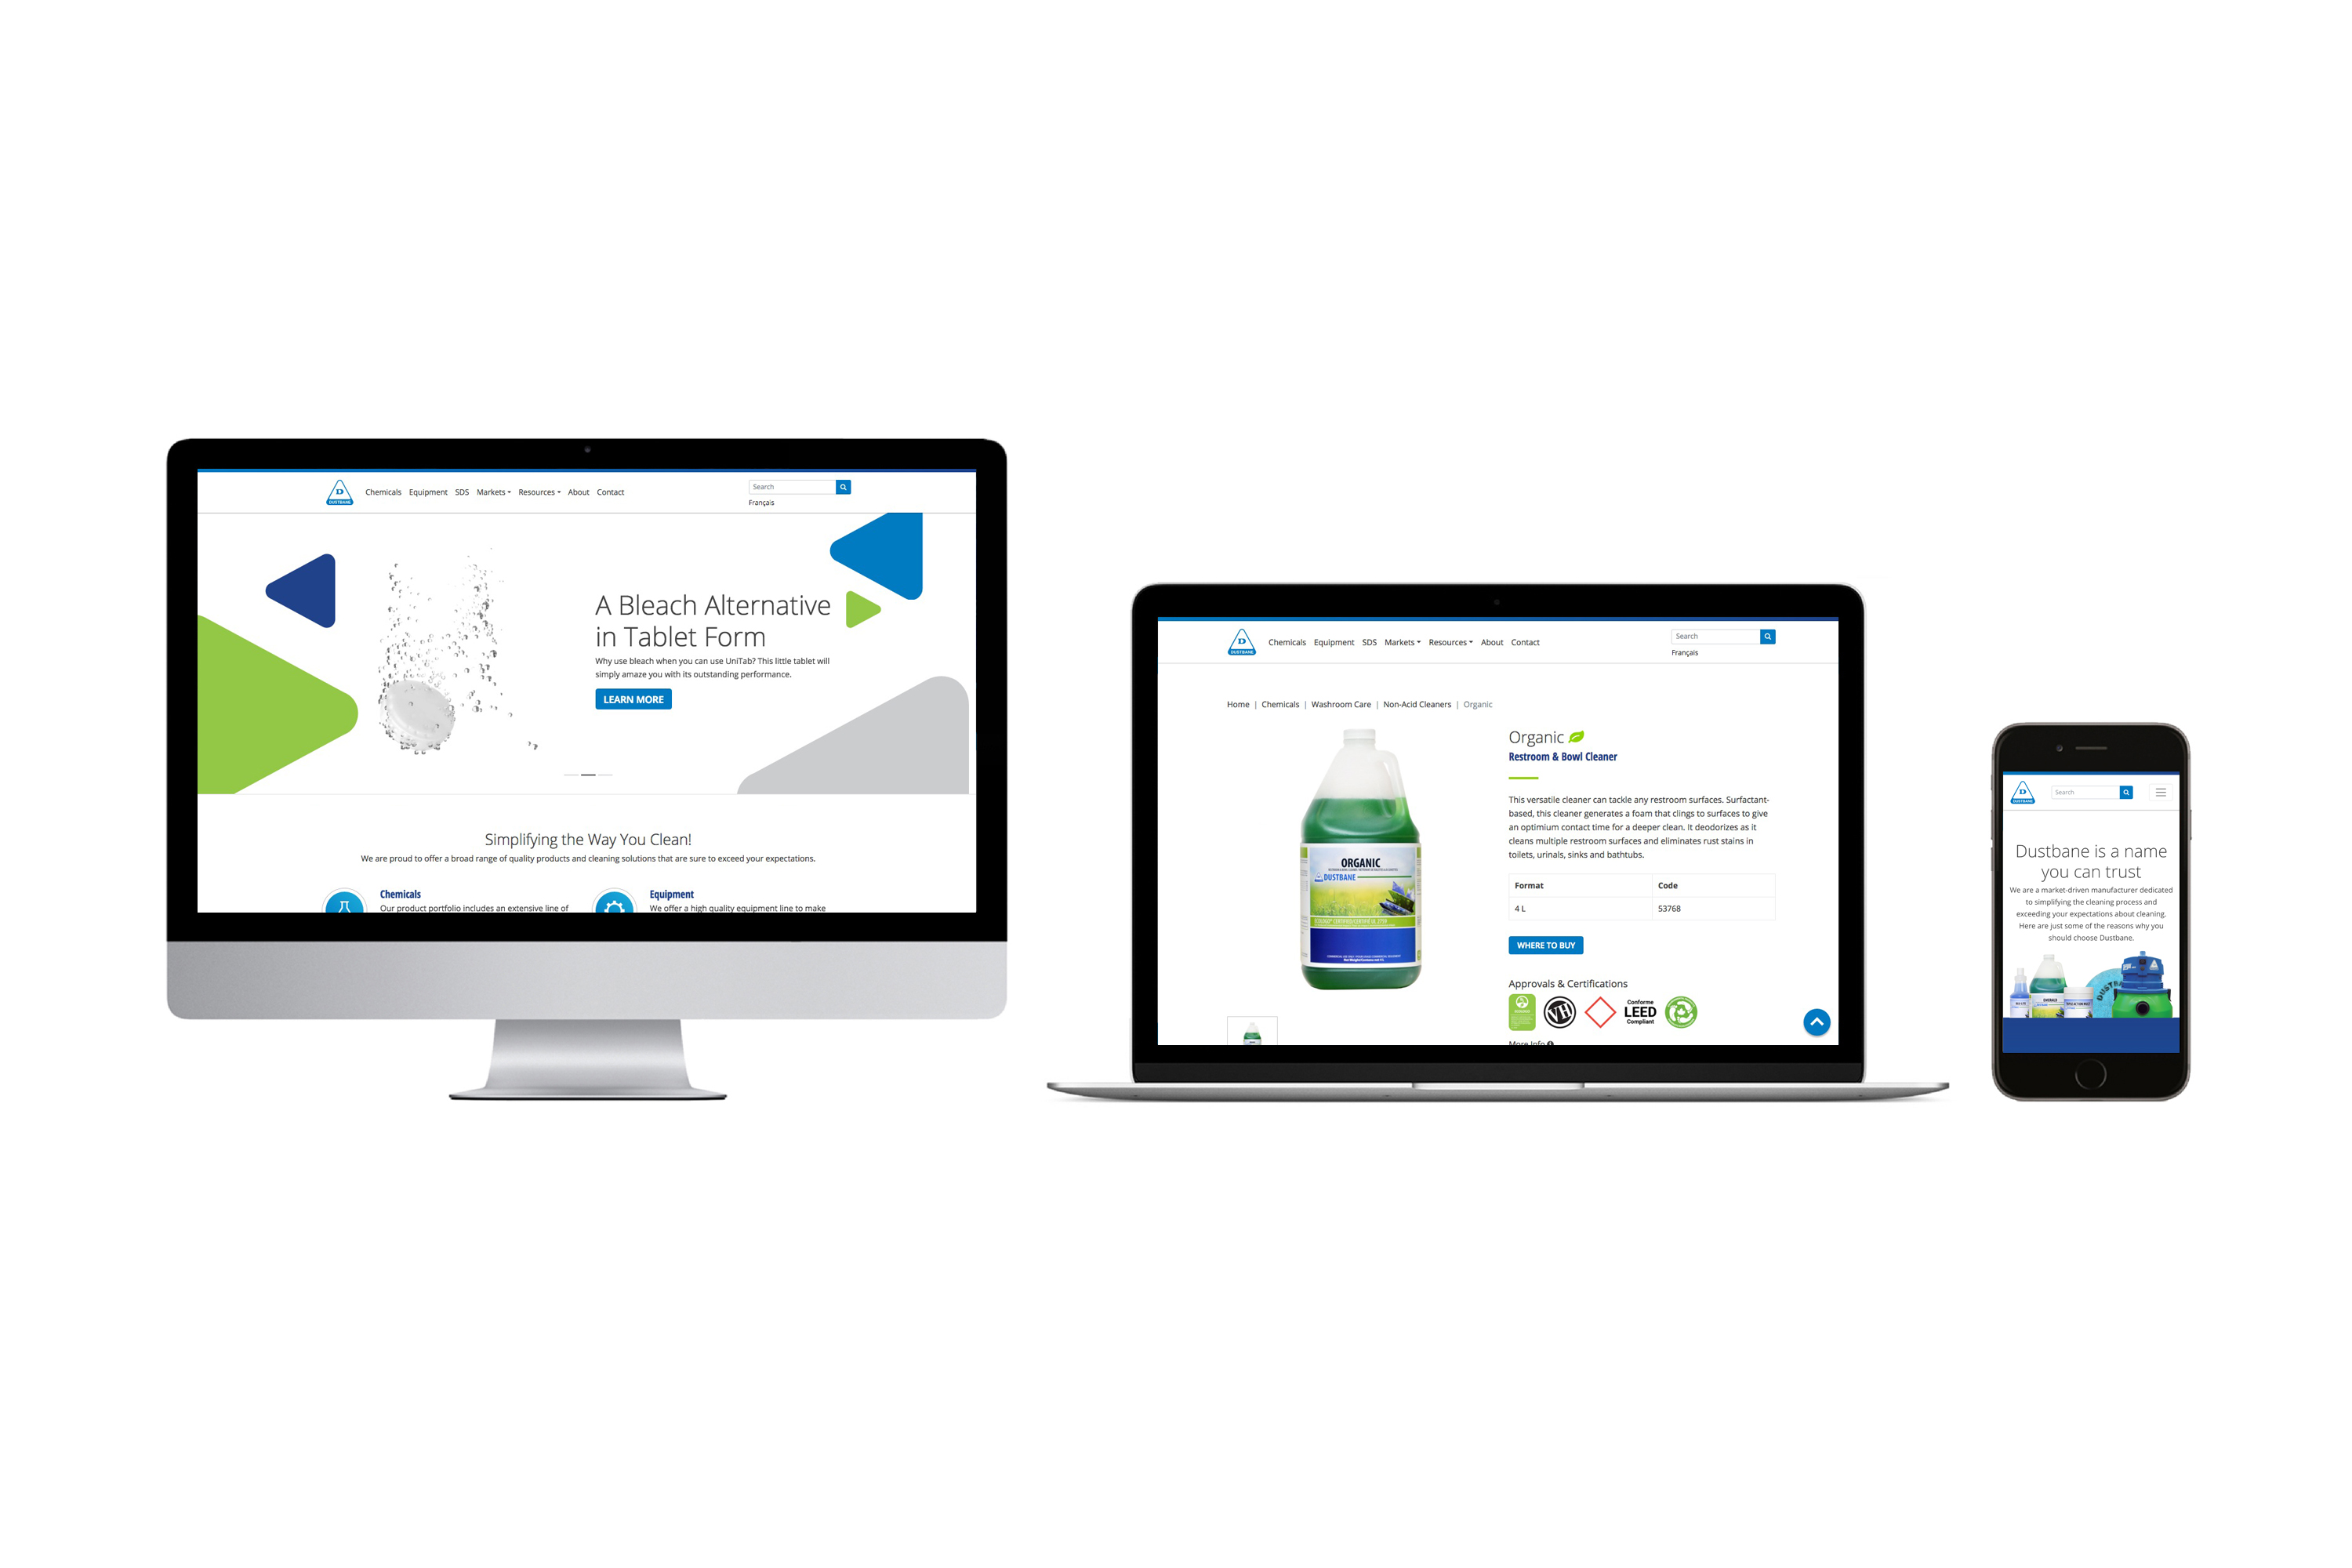 D
DUSTBANE
Chemicals Equipment SDS Markets Resources About Contact
Search
Français
A Bleach Alternative
in Tablet Form
Why use bleach when you can use UniTab? This little tablet will
simply amaze you with its outstanding performance.
LEARN MORE
Simplifying the Way You Clean!
We are proud to offer a broad range of quality products and cleaning solutions that are sure to exceed your expectations.
Chemicals
Our product portfolio includes an extensive line of
Equipment
We offer a high quality equipment line to make
D
DUSTBANE
Chemicals Equipment SDS Markets Resources About Contact
Search
Français
Home | Chemicals | Washroom Care | Non-Acid Cleaners | Organic
ORGANIC
DUSTBANE
Organic
Restroom & Bowl Cleaner
This versatile cleaner can tackle any restroom surfaces. Surfactant-
based, this cleaner generates a foam that clings to surfaces to give
an optimium contact time for a deeper clean. It deodorizes as it
cleans multiple restroom surfaces and eliminates rust stains in
toilets, urinals, sinks and bathtubs.
Format Code
4 L 53768
WHERE TO BUY
Approvals & Certifications
VH
Conforme
LEED
Compliant
More Info
D
DUSTBANE
Search
Dustbane is a name
you can trust
We are a market-driven manufacturer dedicated
to simplifying the cleaning process and
exceeding your expectations about cleaning.
Here are just some of the reasons why you
should choose Dustbane.